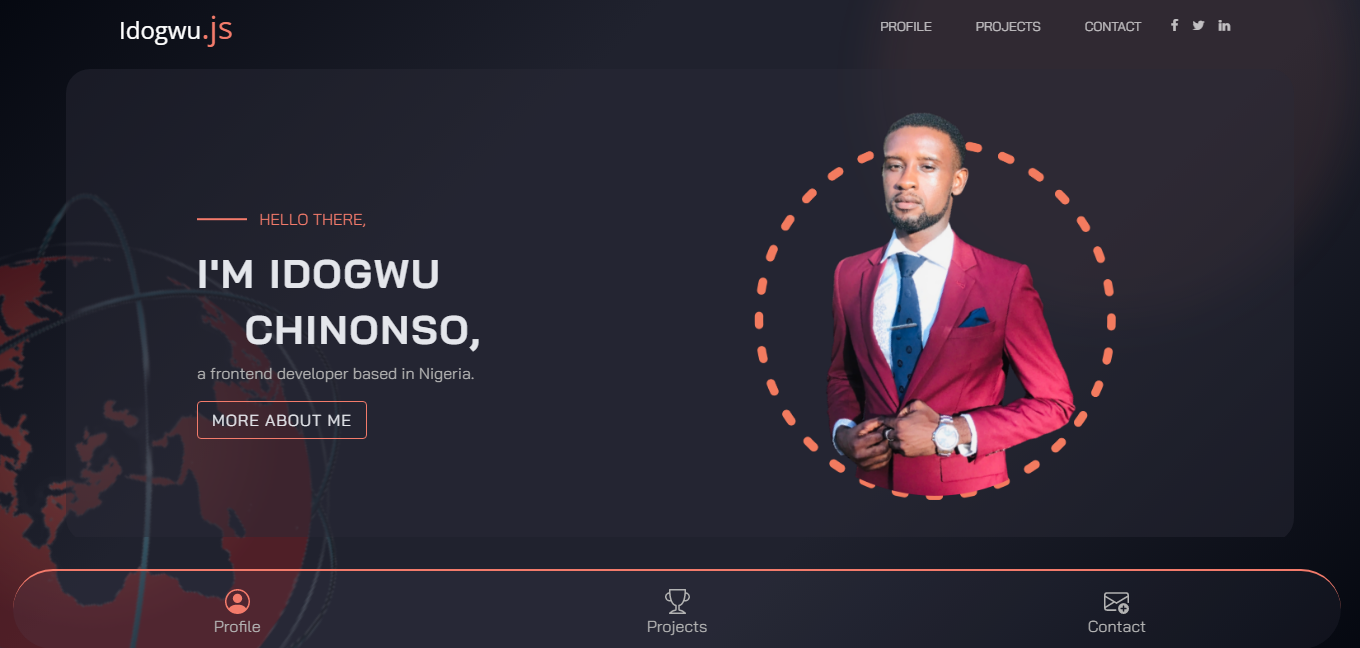 Idogwu.js
PROFILE PROJECTS CONTACT
HELLO THERE,
I'M IDOGWU
CHINONSO,
a frontend developer based in Nigeria.
MORE ABOUT ME
Profile Projects Contact